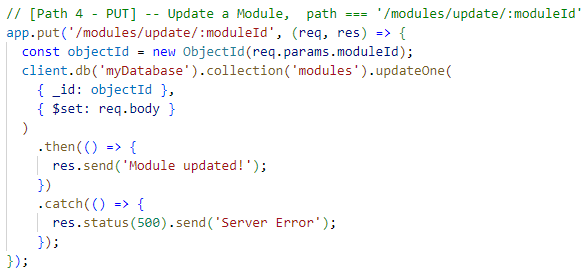 // [Path 4 - PUT] -- Update a Module,  path === '/modules/update/:moduleId'
app.put('/modules/update/:moduleId', (req, res) => {
  const objectId = new ObjectId(req.params.moduleId);
  client.db('myDatabase').collection('modules').updateOne(
    { _id: objectId },
    { $set: req.body }
  )
    .then(() => {
      res.send('Module updated!');
    })
    .catch(() => {
      res.status(500).send('Server Error');
    });
});